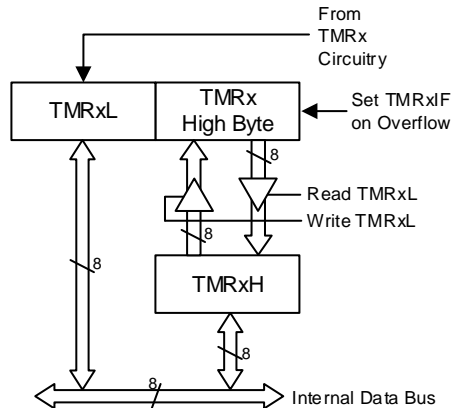 From
TMRx
Circuitry
TMRxL
TMRx
High Byte
Set TMRxIF
on Overflow
8
8
Read TMRxL
Write TMRxL
8
8
TMRxH
8
8
Internal Data Bus